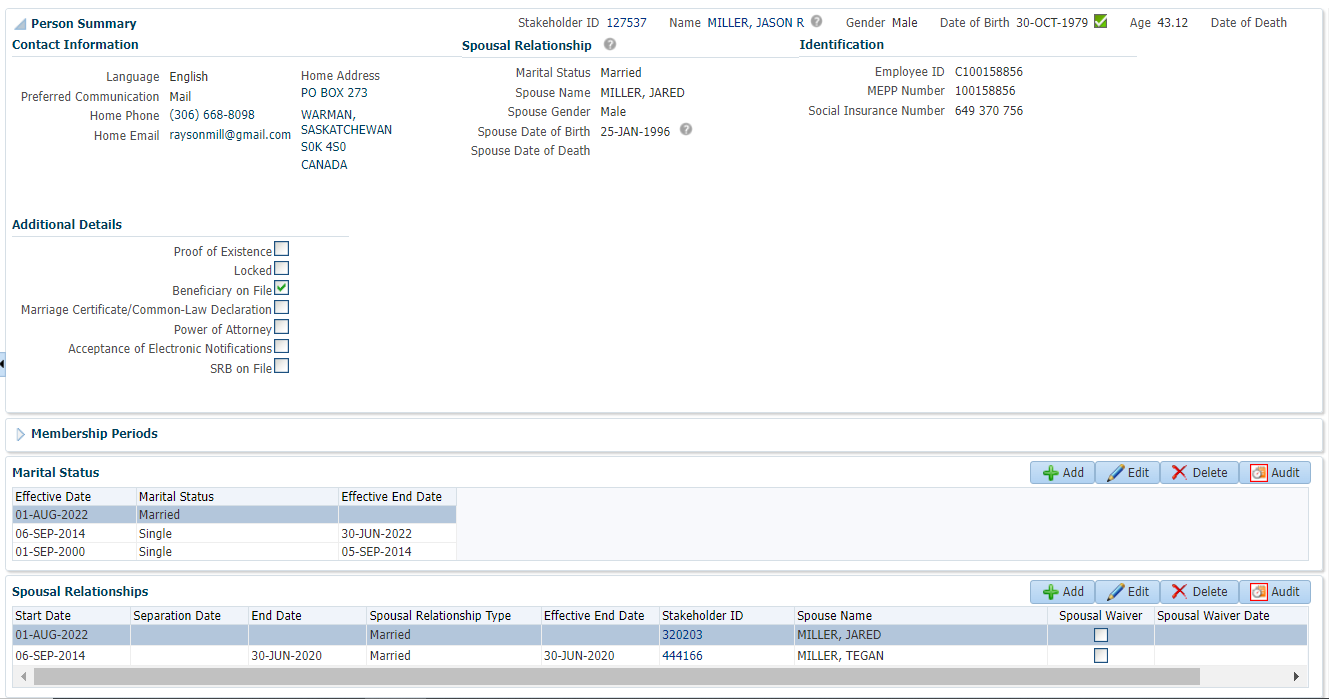 Person Summary Stakeholder ID 127537 Name MILLER, JASON R Gender Male Date of Birth 30-OCT-1979 Age 43.12 Date of Death
Contact Information
Language English
Preferred Communication Mail
Home Phone (306) 668-8098
Home Email raysonmill@gmail.com
Home Address
PO BOX 273
WARMAN,
SASKATCHEWAN
S0K 4S0
CANADA
Spousal Relationship
Marital Status Married
Spouse Name MILLER, JARED
Spouse Gender Male
Spouse Date of Birth 25-JAN-1996
Spouse Date of Death
Identification
Employee ID C100158856
MEPP Number 100158856
Social Insurance Number 649 370 756
Additional Details
Proof of Existence
Locked
Beneficiary on File
Marriage Certificate/Common-Law Declaration
Power of Attorney
Acceptance of Electronic Notifications
SRB on File
Membership Periods
Marital Status Add Edit Delete Audit
Effective Date Marital Status Effective End Date
01-AUG-2022 Married
06-SEP-2014 Single 30-JUN-2022
01-SEP-2000 Single 05-SEP-2014
Spousal Relationships Add Edit Delete Audit
Start Date Separation Date End Date Spousal Relationship Type Effective End Date Stakeholder ID Spouse Name Spousal Waiver Spousal Waiver Date
01-AUG-2022 Married 320203 MILLER, JARED
06-SEP-2014 30-JUN-2020 Married 30-JUN-2020 444166 MILLER, TEGAN